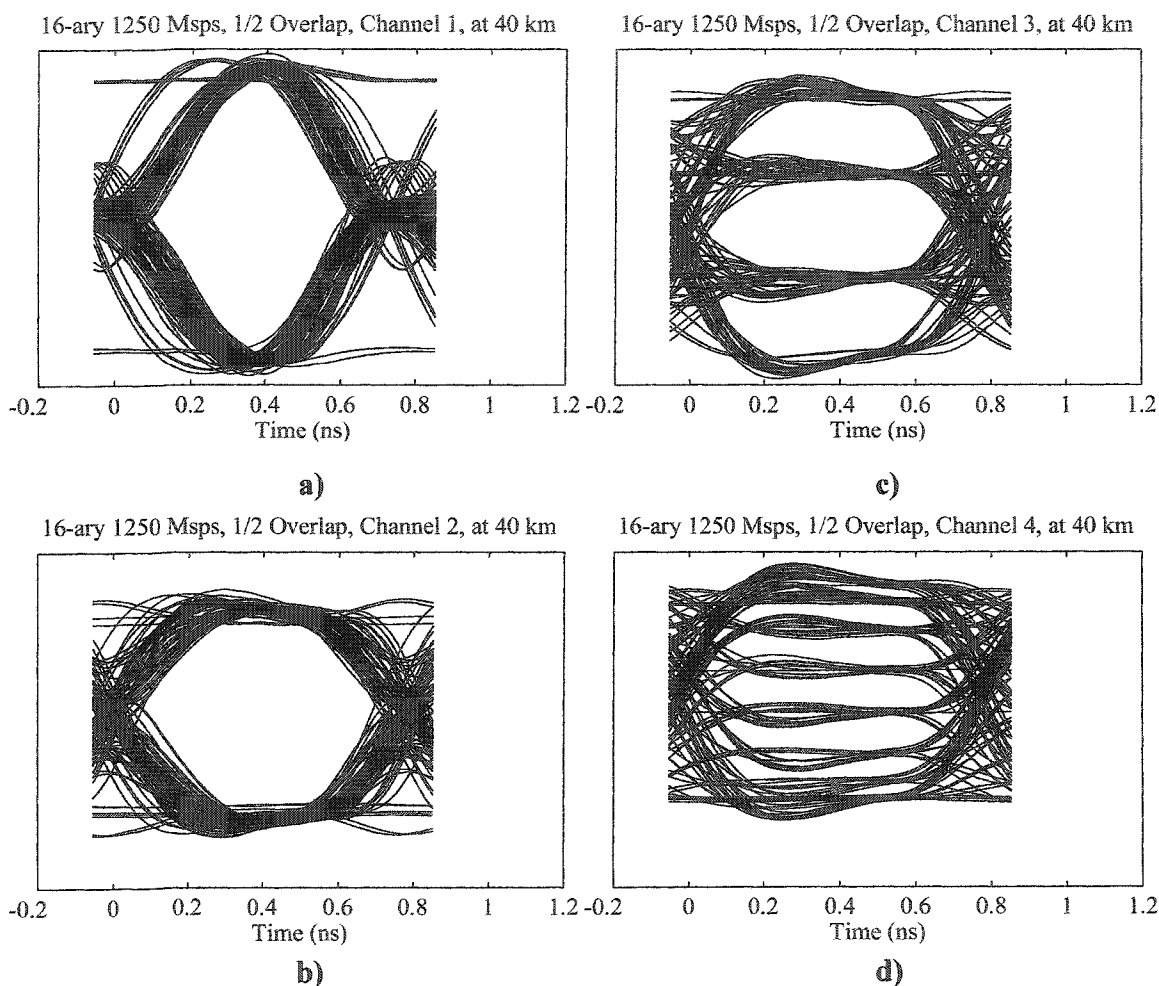 16-ary 1250 Msps, 1/2 Overlap, Channel 1, at 40 km
-0.2 0 0.2 0.4 0.6 0.8 1 1.2
Time (ns)
a)
16-ary 1250 Msps, 1/2 Overlap, Channel 3, at 40 km
-0.2 0 0.2 0.4 0.6 0.8 1 1.2
Time (ns)
c)
16-ary 1250 Msps, 1/2 Overlap, Channel 2, at 40 km
-0.2 0 0.2 0.4 0.6 0.8 1 1.2
Time (ns)
b)
16-ary 1250 Msps, 1/2 Overlap, Channel 4, at 40 km
-0.2 0 0.2 0.4 0.6 0.8 1 1.2
Time (ns)
d)